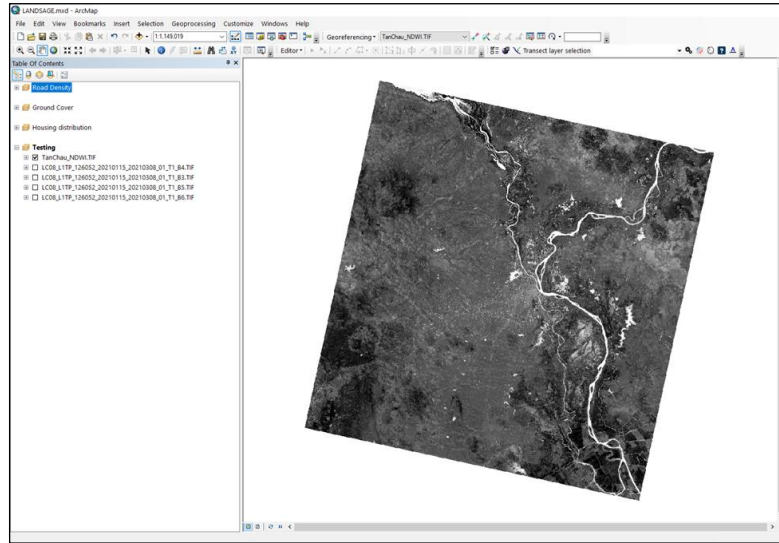 LANDSAGE.mxd - ArcMap
File Edit View Bookmarks Insert Selection Geoprocessing Customize Windows Help
1:1,149,019 Georeferencing TanChau_NDWI.TIF
Editor Transect layer selection
Table Of Contents
Road Density
Ground Cover
Housing distribution
Testing
TanChau_NDWI.TIF
LC08_L1TP_126052_20210115_20210308_01_T1_B4.TIF
LC08_L1TP_126052_20210115_20210308_01_T1_B3.TIF
LC08_L1TP_126052_20210115_20210308_01_T1_B5.TIF
LC08_L1TP_126052_20210115_20210308_01_T1_B6.TIF